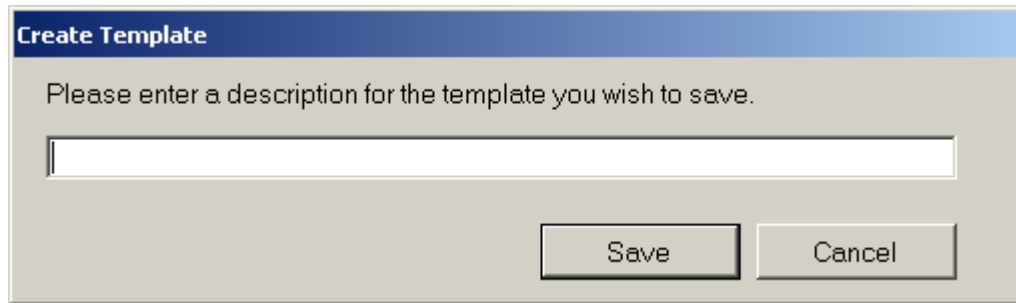 Create Template
Please enter a description for the template you wish to save.
Save Cancel